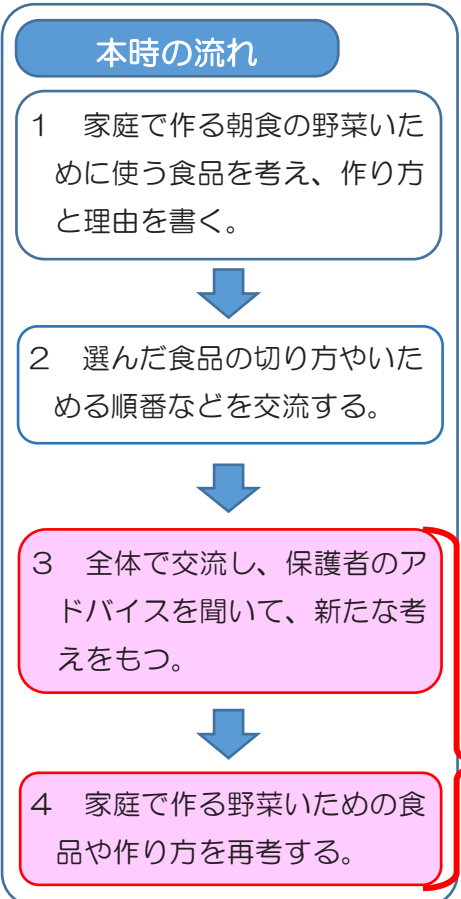 本時の流れ
１　家庭で作る朝食の野菜いた
めに使う食品を考え、作り方
と理由を書く。
２　選んだ食品の切り方やいた
める順番などを交流する。
３　全体で交流し、保護者のア
ドバイスを聞いて、新たな考
えをもつ。
４　家庭で作る野菜いための食
品や作り方を再考する。